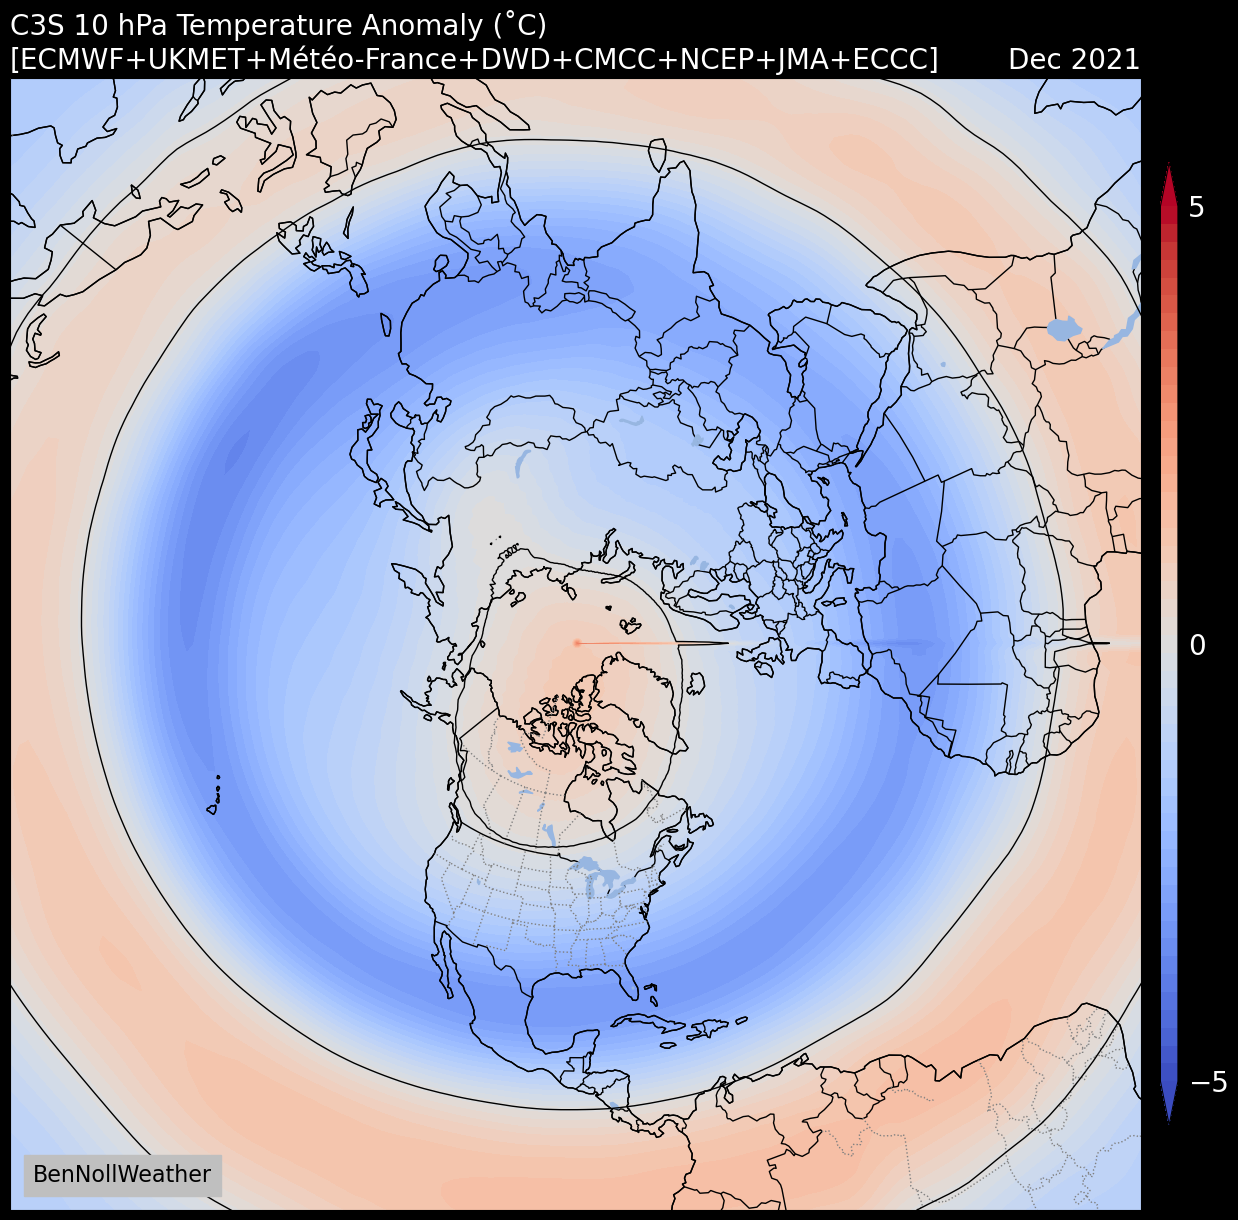 C3S 10 hPa Temperature Anomaly (˚C)
[ECMWF+UKMET+Météo-France+DWD+CMCC+NCEP+JMA+ECCC] Dec 2021
5
0
−5
BenNollWeather